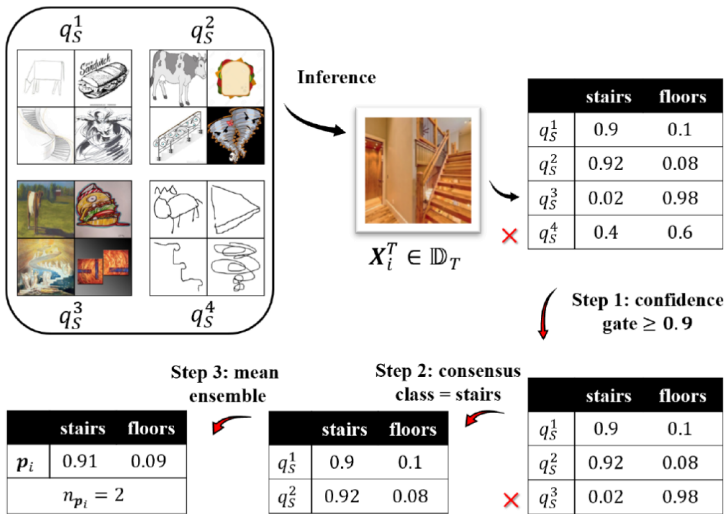 q_S^1 q_S^2
Sandwich
q_S^3 q_S^4
Inference
X_i^T ∈ 𝔻_T
stairs floors
q_S^1 0.9 0.1
q_S^2 0.92 0.08
q_S^3 0.02 0.98
q_S^4 0.4 0.6
Step 1: confidence
gate ≥ 0.9
stairs floors
q_S^1 0.9 0.1
q_S^2 0.92 0.08
q_S^3 0.02 0.98
Step 2: consensus
class = stairs
stairs floors
q_S^1 0.9 0.1
q_S^2 0.92 0.08
Step 3: mean
ensemble
stairs floors
p_i 0.91 0.09
n_{p_i} = 2